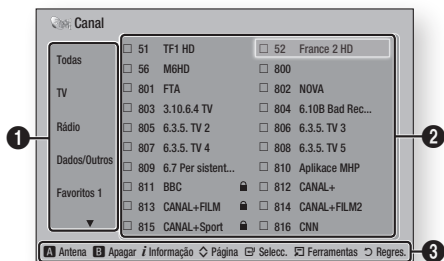 Canal
Todas
TV
Rádio
Dados/Outros
Favoritos 1
▼
51 TF1 HD 52 France 2 HD
56 M6HD 800
801 FTA 802 NOVA
803 3.10.6.4 TV 804 6.10B Bad Rec...
805 6.3.5. TV 2 806 6.3.5. TV 3
807 6.3.5. TV 4 808 6.3.5. TV 5
809 6.7 Per sistent... 810 Aplikace MHP
811 BBC 812 CANAL+
813 CANAL+FILM 814 CANAL+FILM2
815 CANAL+Sport 816 CNN
A Antena B Apagar i Informação Página Selecc. Ferramentas Regres.
1
2
3